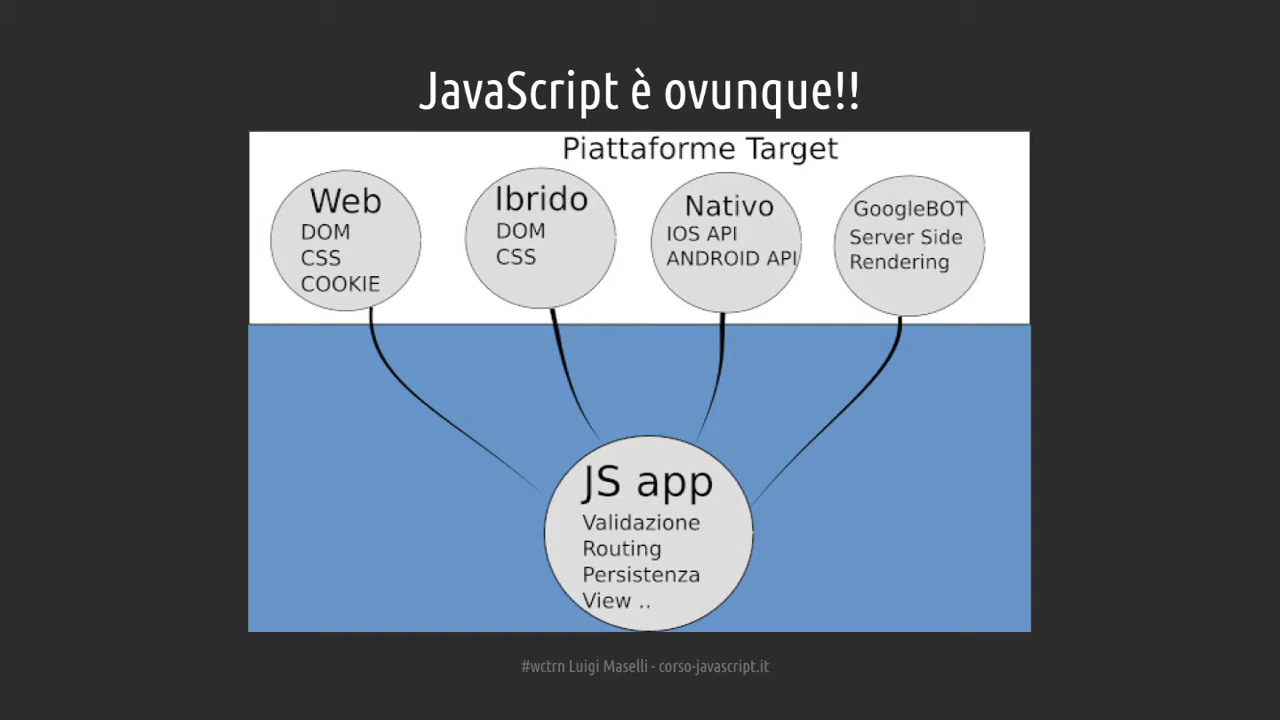 JavaScript è ovunque!!
Piattaforme Target
Web
DOM
CSS
COOKIE
Ibrido
DOM
CSS
Nativo
IOS API
ANDROID API
GoogleBOT
Server Side
Rendering
JS app
Validazione
Routing
Persistenza
View ..
#wctrn Luigi Maselli - corso-javascript.it